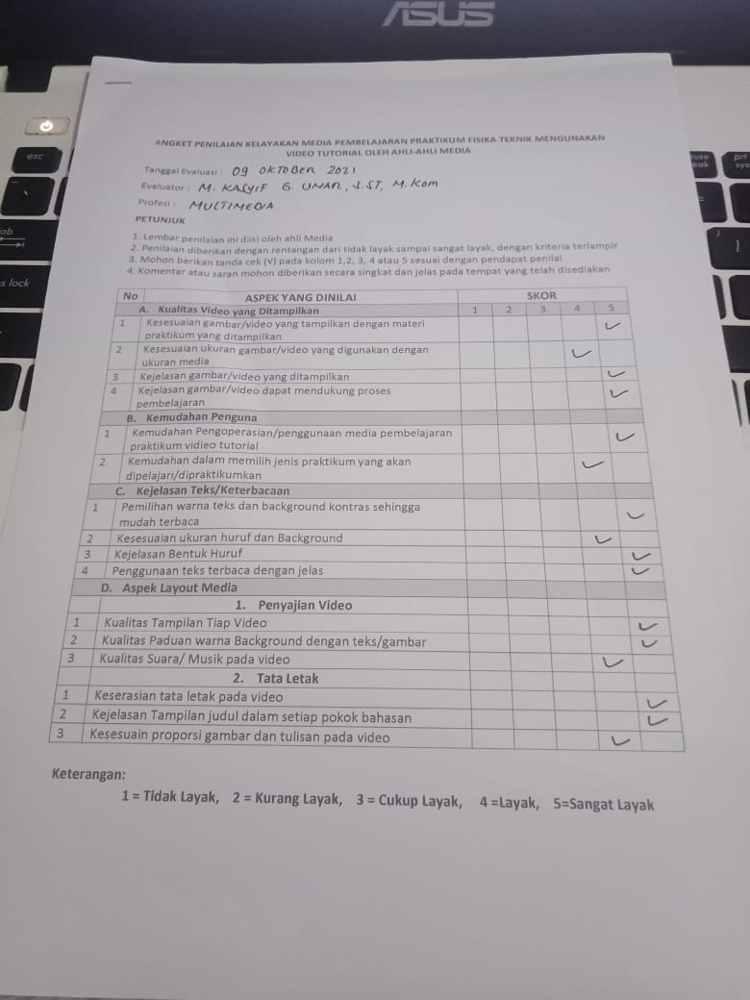 ASUS
esc
ANGKET PENILAIAN KELAYAKAN MEDIA PEMBELAJARAN PRAKTIKUM FISIKA TEKNIK MENGUNAKAN
VIDEO TUTORIAL OLEH AHLI-AHLI MEDIA
Tanggal Evaluasi : 09 OKTOBER 2021
Evaluator : M. KASYIF G. UMAR, S.ST, M.Kom
Profesi : MULTIMEDIA
PETUNJUK
1. Lembar penilaian ini diisi oleh ahli Media
2. Penilaian diberikan dengan rentangan dari tidak layak sampai sangat layak, dengan kriteria terlampir
3. Mohon berikan tanda cek (V) pada kolom 1,2, 3, 4 atau 5 sesuai dengan pendapat penilai
4. Komentar atau saran mohon diberikan secara singkat dan jelas pada tempat yang telah disediakan
No ASPEK YANG DINILAI SKOR
A. Kualitas Video yang Ditampilkan 1 2 3 4 5
1 Kesesuaian gambar/video yang tampilkan dengan materi
praktikum yang ditampilkan ✓
2 Kesesuaian ukuran gambar/video yang digunakan dengan
ukuran media ✓
3 Kejelasan gambar/video yang ditampilkan ✓
4 Kejelasan gambar/video dapat mendukung proses
pembelajaran ✓
B. Kemudahan Penguna
1 Kemudahan Pengoperasian/penggunaan media pembelajaran
praktikum vidieo tutorial ✓
2 Kemudahan dalam memilih jenis praktikum yang akan
dipelajari/dipraktikumkan ✓
C. Kejelasan Teks/Keterbacaan
1 Pemilihan warna teks dan background kontras sehingga
mudah terbaca ✓
2 Kesesuaian ukuran huruf dan Background ✓
3 Kejelasan Bentuk Huruf ✓
4 Penggunaan teks terbaca dengan jelas ✓
D. Aspek Layout Media
1. Penyajian Video
1 Kualitas Tampilan Tiap Video ✓
2 Kualitas Paduan warna Background dengan teks/gambar ✓
3 Kualitas Suara/ Musik pada video ✓
2. Tata Letak
1 Keserasian tata letak pada video ✓
2 Kejelasan Tampilan judul dalam setiap pokok bahasan ✓
3 Kesesuain proporsi gambar dan tulisan pada video ✓
Keterangan:
1 = Tidak Layak, 2 = Kurang Layak, 3 = Cukup Layak, 4 =Layak, 5=Sangat Layak